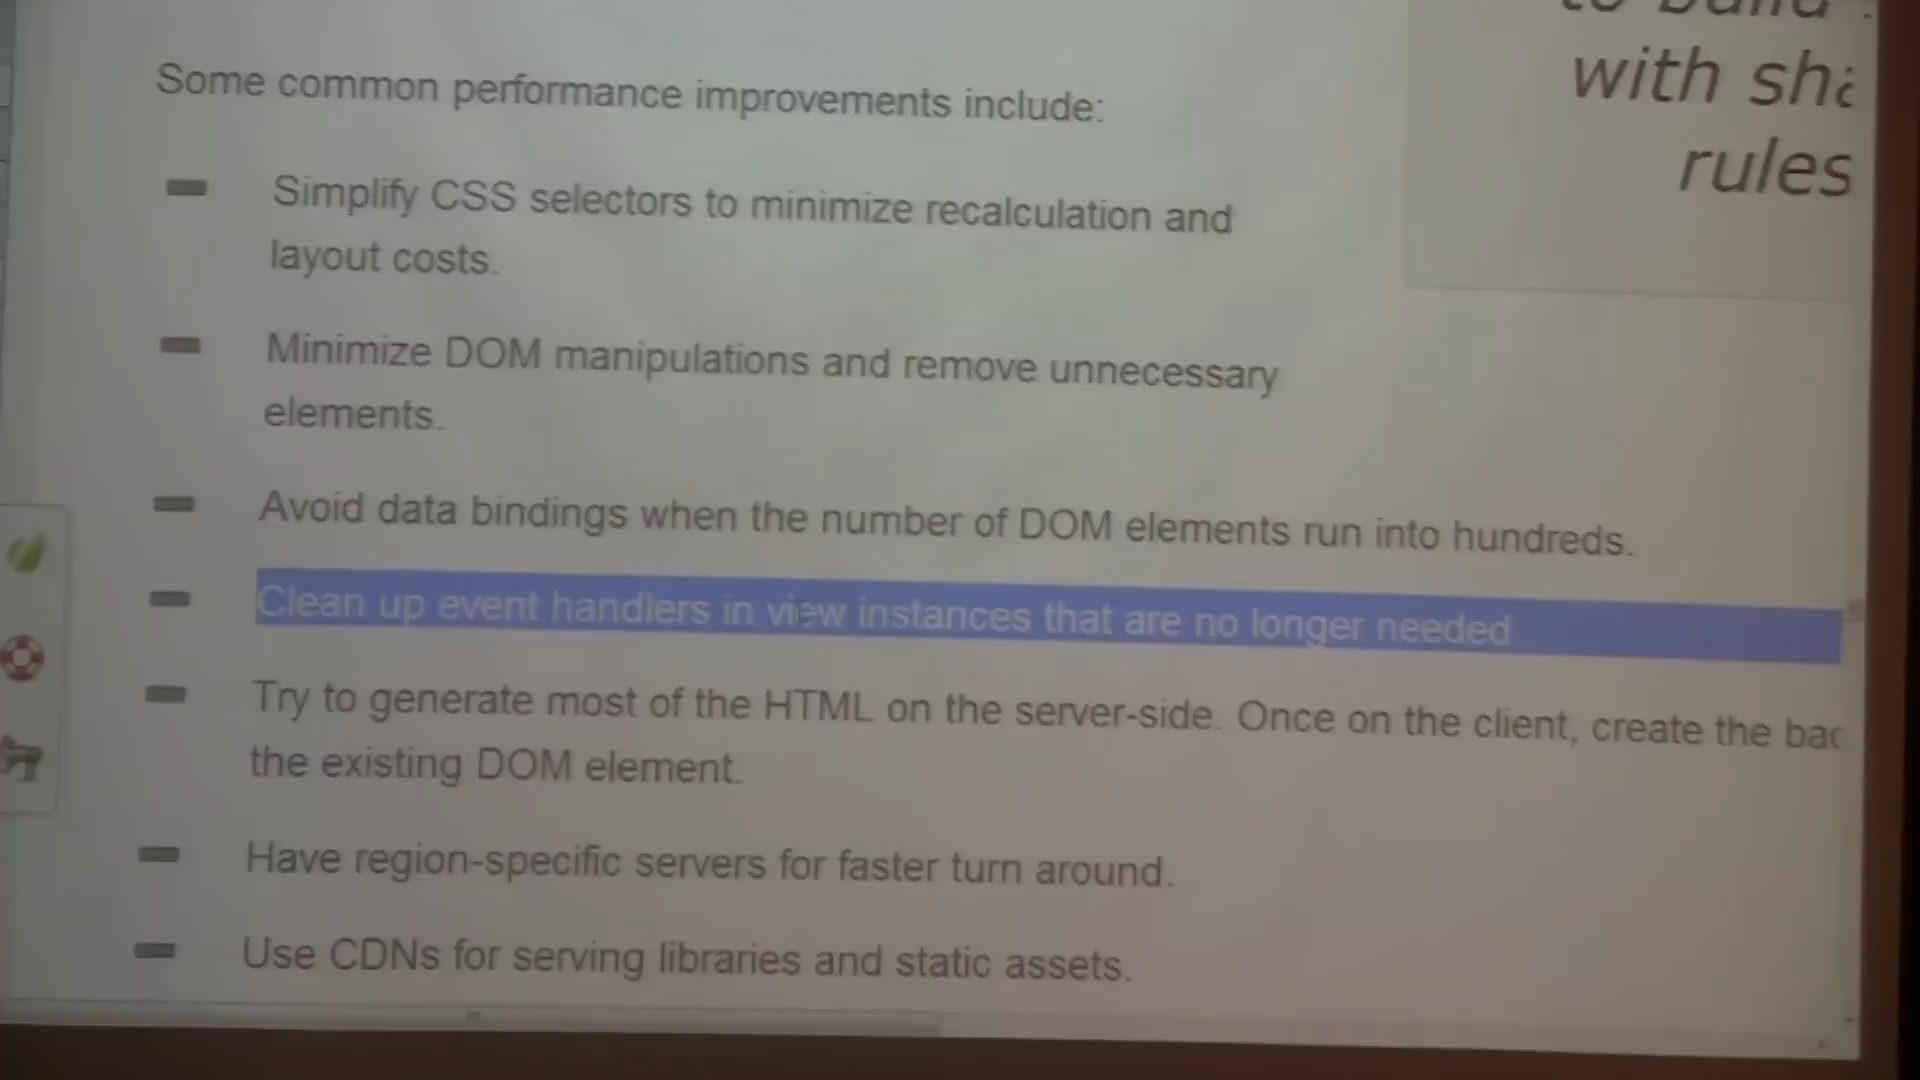 with
rules
Some common performance improvements include:
Simplify CSS selectors to minimize recalculation and
layout costs.
Minimize DOM manipulations and remove unnecessary
elements.
Avoid data bindings when the number of DOM elements run into hundreds.
Clean up event handlers in view instances that are no longer needed.
Try to generate most of the HTML on the server-side. Once on the client, create the
the existing DOM element.
Have region-specific servers for faster turn around.
Use CDNs for serving libraries and static assets.